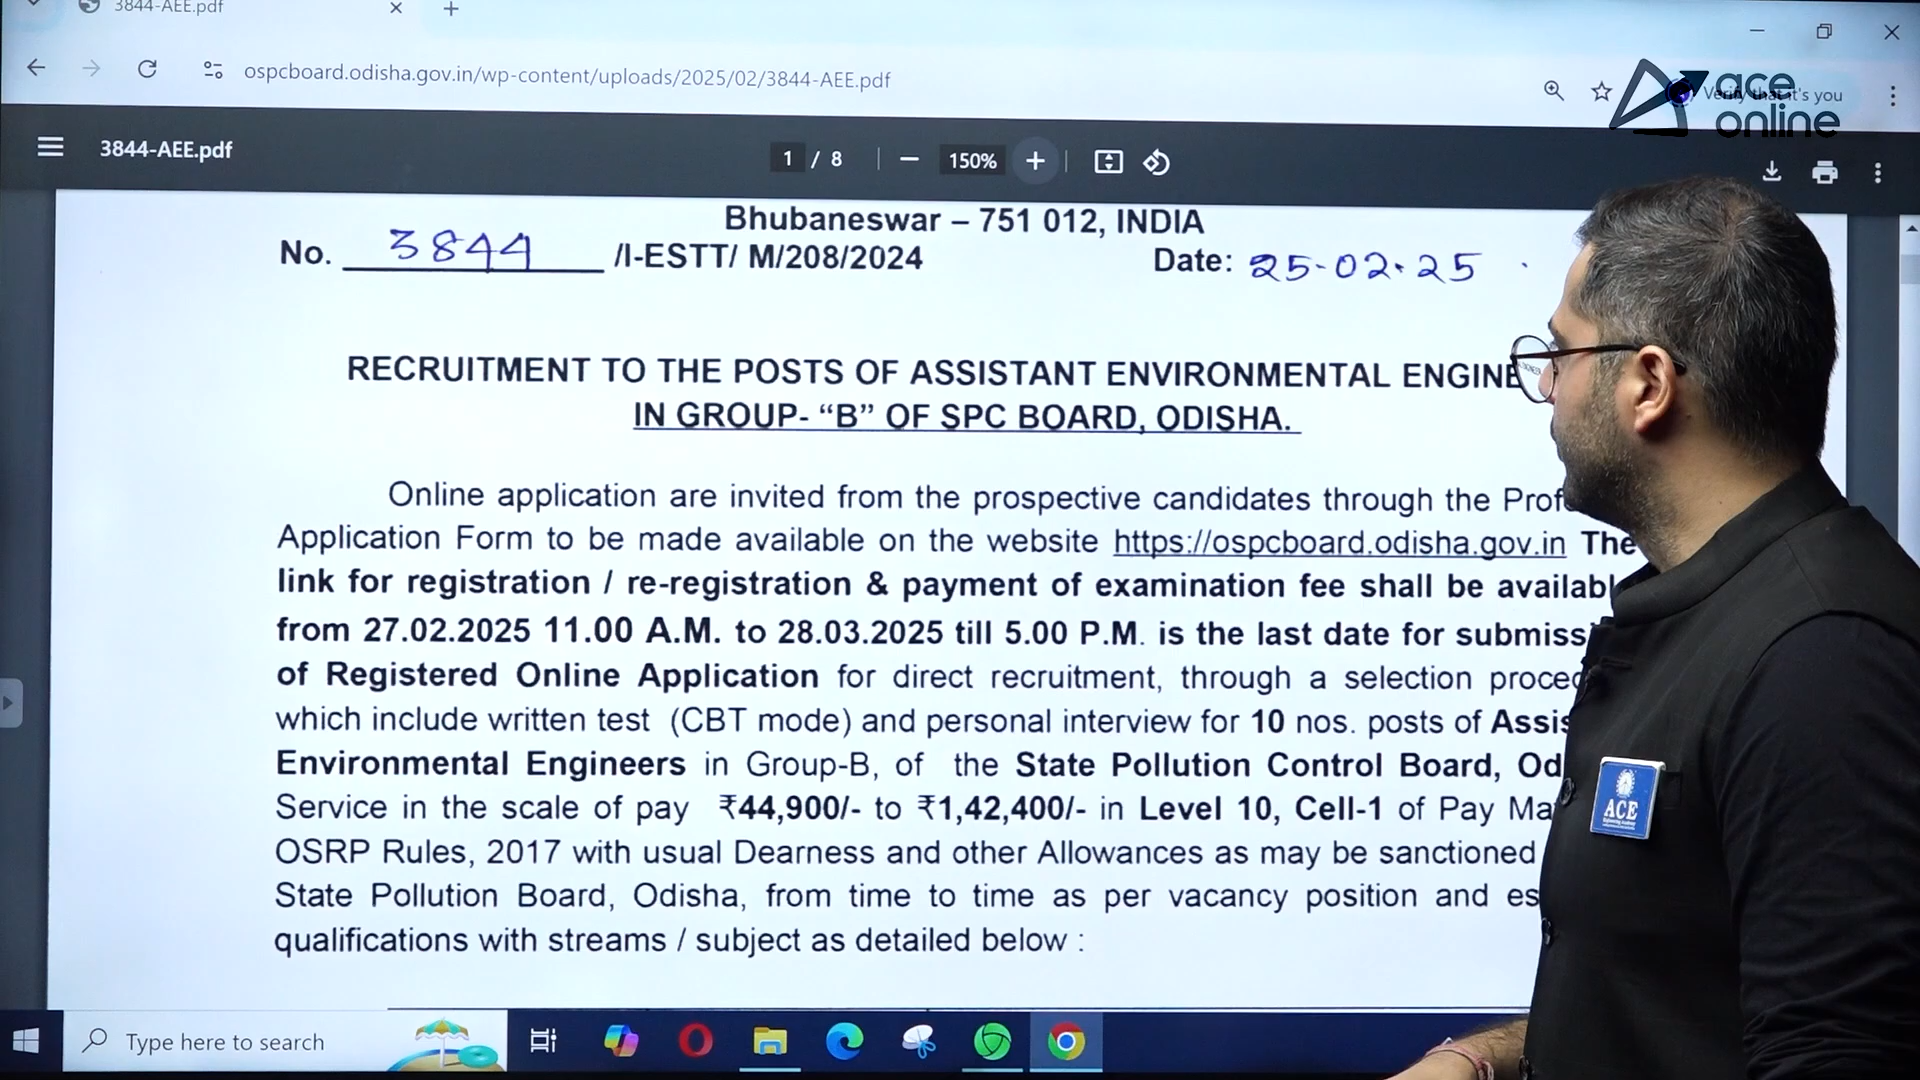 3844-AEE.pdf
ospcboard.odisha.gov.in/wp-content/uploads/2025/02/3844-AEE.pdf
Verify that it's you
ace
online
3844-AEE.pdf
1 / 8
150%
Bhubaneswar – 751 012, INDIA
No. 3844 /I-ESTT/ M/208/2024 Date: 25-02-25
RECRUITMENT TO THE POSTS OF ASSISTANT ENVIRONMENTAL ENGINE
IN GROUP- “B” OF SPC BOARD, ODISHA.
Online application are invited from the prospective candidates through the Prof
Application Form to be made available on the website https://ospcboard.odisha.gov.in The
link for registration / re-registration & payment of examination fee shall be availabl
from 27.02.2025 11.00 A.M. to 28.03.2025 till 5.00 P.M. is the last date for submiss
of Registered Online Application for direct recruitment, through a selection proce
which include written test (CBT mode) and personal interview for 10 nos. posts of Assis
Environmental Engineers in Group-B, of the State Pollution Control Board, Od
Service in the scale of pay ₹44,900/- to ₹1,42,400/- in Level 10, Cell-1 of Pay Ma
OSRP Rules, 2017 with usual Dearness and other Allowances as may be sanctioned
State Pollution Board, Odisha, from time to time as per vacancy position and es
qualifications with streams / subject as detailed below :
ACE
Type here to search